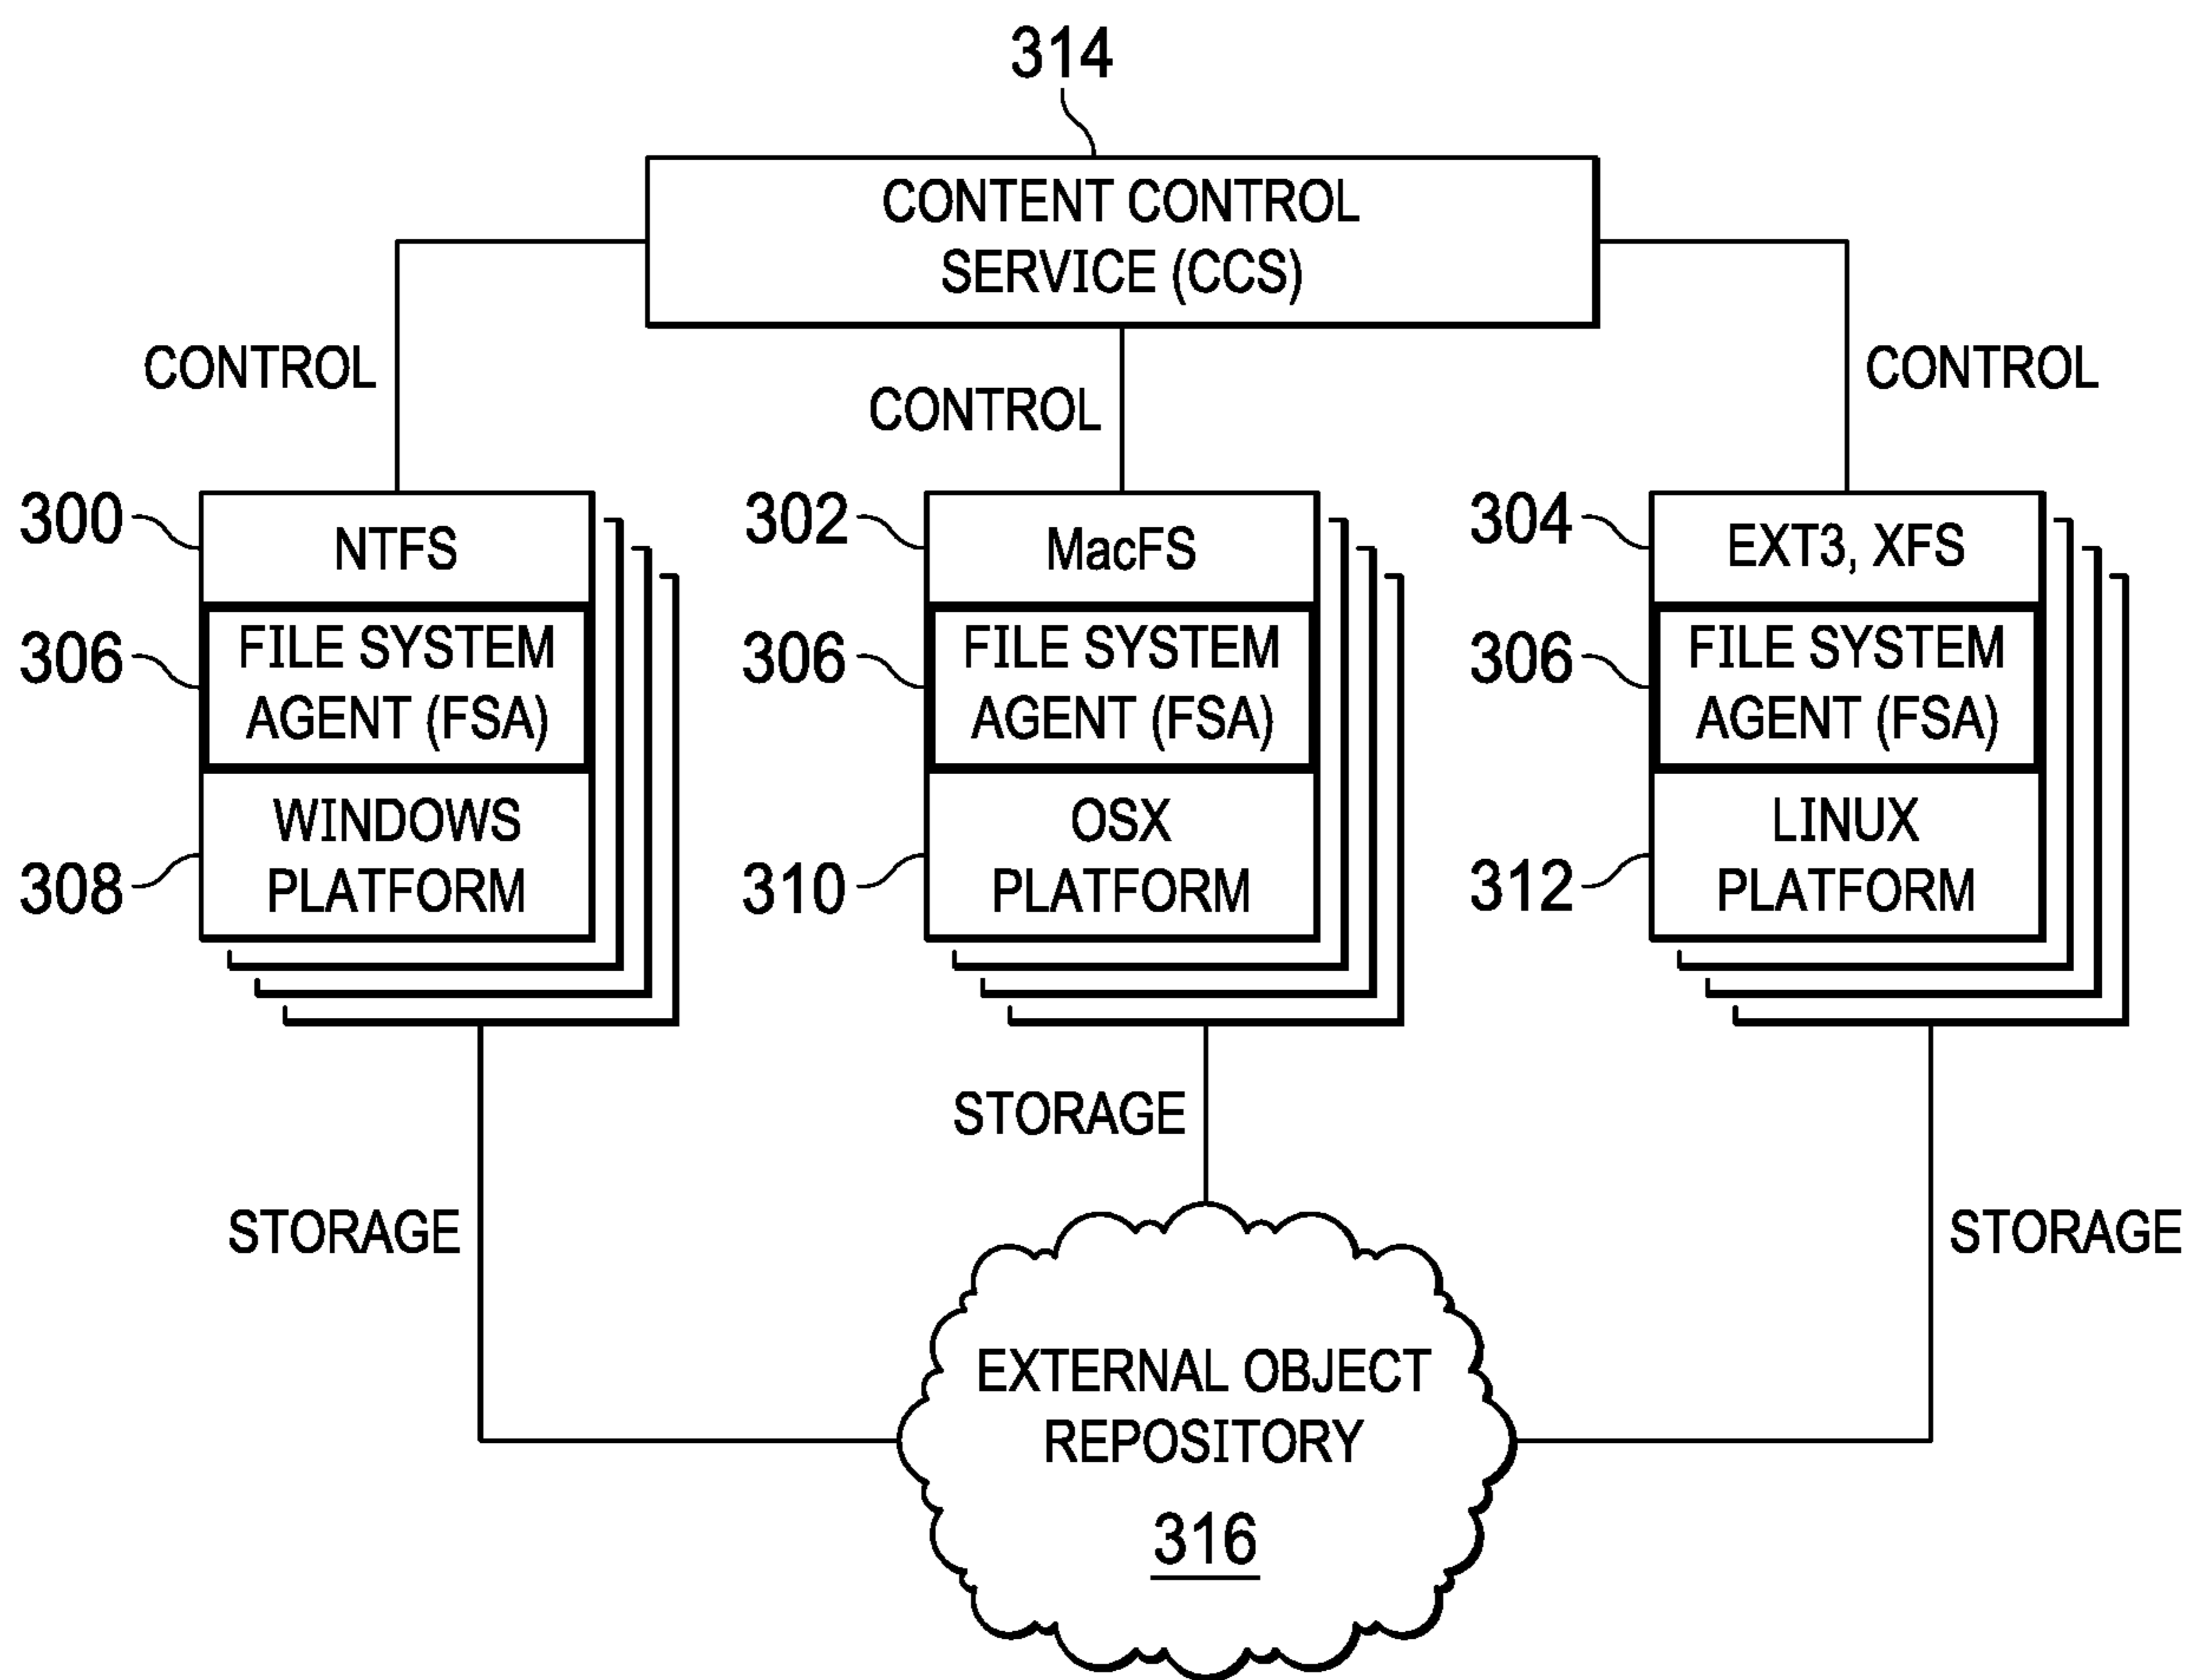 314
CONTENT CONTROL
SERVICE (CCS)
CONTROL
CONTROL
CONTROL
300
NTFS
306
FILE SYSTEM
AGENT (FSA)
308
WINDOWS
PLATFORM
302
MacFS
306
FILE SYSTEM
AGENT (FSA)
310
OSX
PLATFORM
304
EXT3, XFS
306
FILE SYSTEM
AGENT (FSA)
312
LINUX
PLATFORM
STORAGE
STORAGE
STORAGE
EXTERNAL OBJECT
REPOSITORY
316